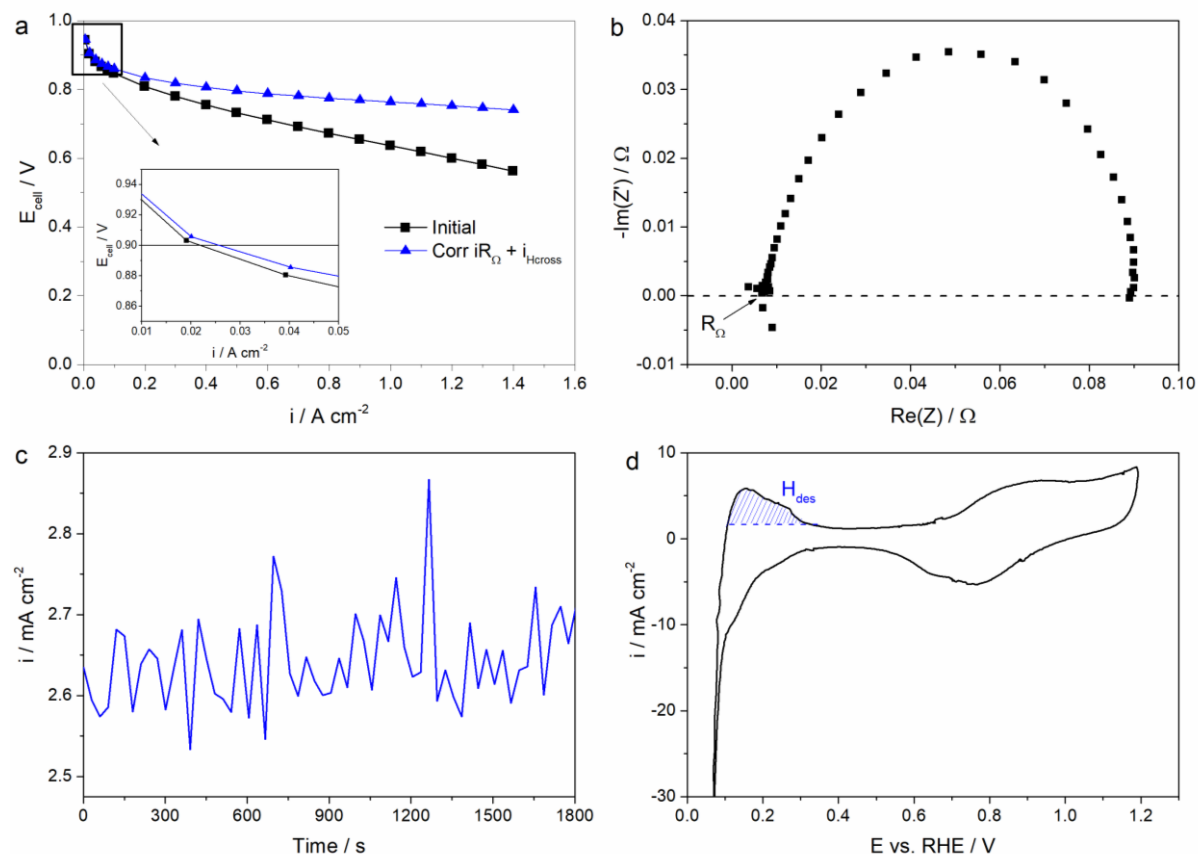 a
1.0
0.8
0.6
0.4
0.2
0.0
E_cell / V
0.94
0.92
0.90
0.88
0.86
E_cell / V
0.01 0.02 0.03 0.04 0.05
i / A cm⁻²
Initial
Corr iR_Ω + i_Hcross
0.0 0.2 0.4 0.6 0.8 1.0 1.2 1.4 1.6
i / A cm⁻²
b
0.04
0.03
0.02
0.01
0.00
-0.01
-Im(Z') / Ω
R_Ω
0.00 0.02 0.04 0.06 0.08 0.10
Re(Z) / Ω
c
2.9
2.8
2.7
2.6
2.5
i / mA cm⁻²
0 300 600 900 1200 1500 1800
Time / s
d
10
0
-10
-20
-30
i / mA cm⁻²
H_des
0.0 0.2 0.4 0.6 0.8 1.0 1.2
E vs. RHE / V